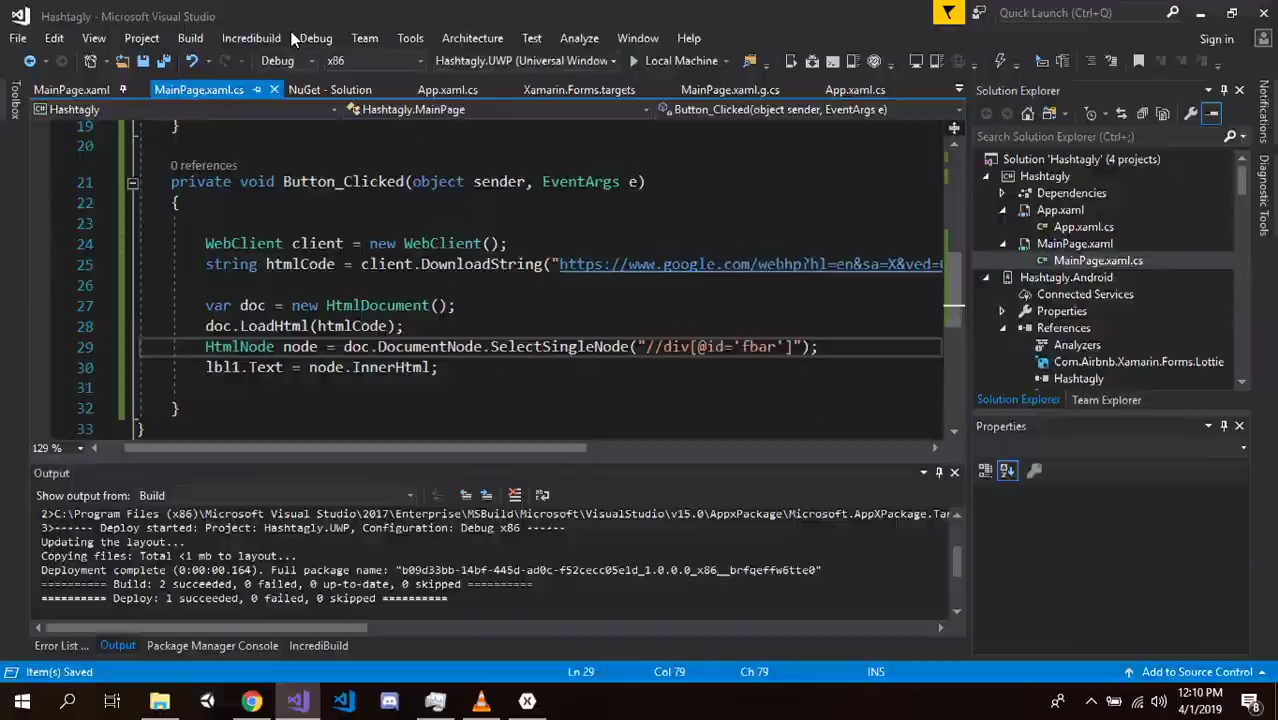 Hashtagly - Microsoft Visual Studio
Quick Launch (Ctrl+Q)
File Edit View Project Build Incredibuild Debug Team Tools Architecture Test Analyze Window Help
Sign in
Debug x86 Hashtagly.UWP (Universal Window Local Machine
MainPage.xaml MainPage.xaml.cs NuGet - Solution App.xaml.cs Xamarin.Forms.targets MainPage.xaml.g.cs App.xaml.cs
Hashtagly Hashtagly.MainPage Button_Clicked(object sender, EventArgs e)
Toolbox
19 }
20
0 references
21 private void Button_Clicked(object sender, EventArgs e)
22 {
23
24 WebClient client = new WebClient();
25 string htmlCode = client.DownloadString("https://www.google.com/webhp?hl=en&sa=X&ved=
26
27 var doc = new HtmlDocument();
28 doc.LoadHtml(htmlCode);
29 HtmlNode node = doc.DocumentNode.SelectSingleNode("//div[@id='fbar']");
30 lbl1.Text = node.InnerHtml;
31
32 }
33 }
129 %
Output
Show output from: Build
2>C:\Program Files (x86)\Microsoft Visual Studio\2017\Enterprise\MSBuild\Microsoft\VisualStudio\v15.0\AppxPackage\Microsoft.AppXPackage.Tar
3>------ Deploy started: Project: Hashtagly.UWP, Configuration: Debug x86 ------
Updating the layout...
Copying files: Total <1 mb to layout...
Deployment complete (0:00:00.164). Full package name: "b09d33bb-14bf-445d-ad0c-f52cecc05e1d_1.0.0.0_x86__brfqeffw6tte0"
========== Build: 2 succeeded, 0 failed, 0 up-to-date, 0 skipped ==========
========== Deploy: 1 succeeded, 0 failed, 0 skipped ==========
Error List ... Output Package Manager Console IncrediBuild
Solution Explorer
Search Solution Explorer (Ctrl+;)
Solution 'Hashtagly' (4 projects)
Hashtagly
Dependencies
App.xaml
App.xaml.cs
MainPage.xaml
MainPage.xaml.cs
Hashtagly.Android
Connected Services
Properties
References
Analyzers
Com.Airbnb.Xamarin.Forms.Lottie
Hashtagly
Solution Explorer Team Explorer
Properties
Notifications
Diagnostic Tools
Item(s) Saved Ln 29 Col 79 Ch 79 INS Add to Source Control
12:10 PM
4/1/2019
8